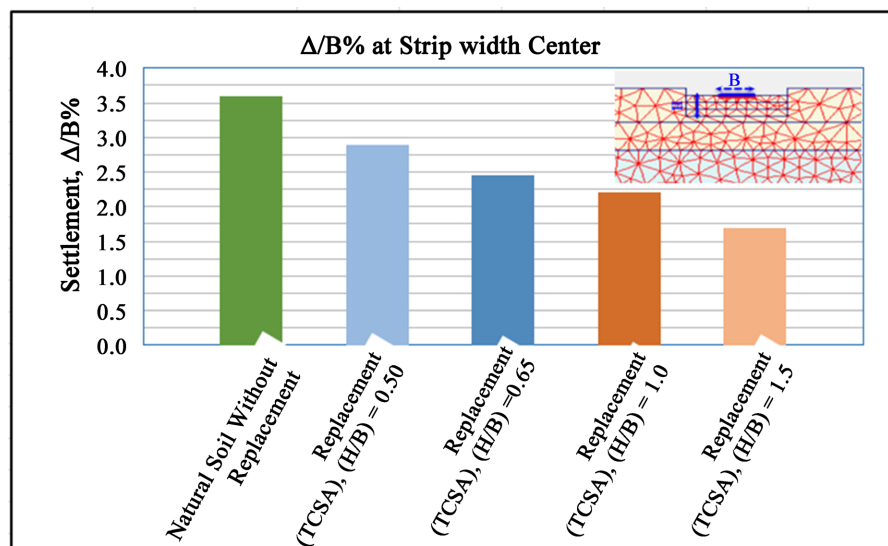 Δ/B% at Strip width Center
Settlement, Δ/B%
4.0
3.5
3.0
2.5
2.0
1.5
1.0
0.5
0.0
B
H
Natural Soil Without
Replacement
Replacement
(TCSA), (H/B) = 0.50
Replacement
(TCSA), (H/B) =0.65
Replacement
(TCSA), (H/B) = 1.0
Replacement
(TCSA), (H/B) = 1.5